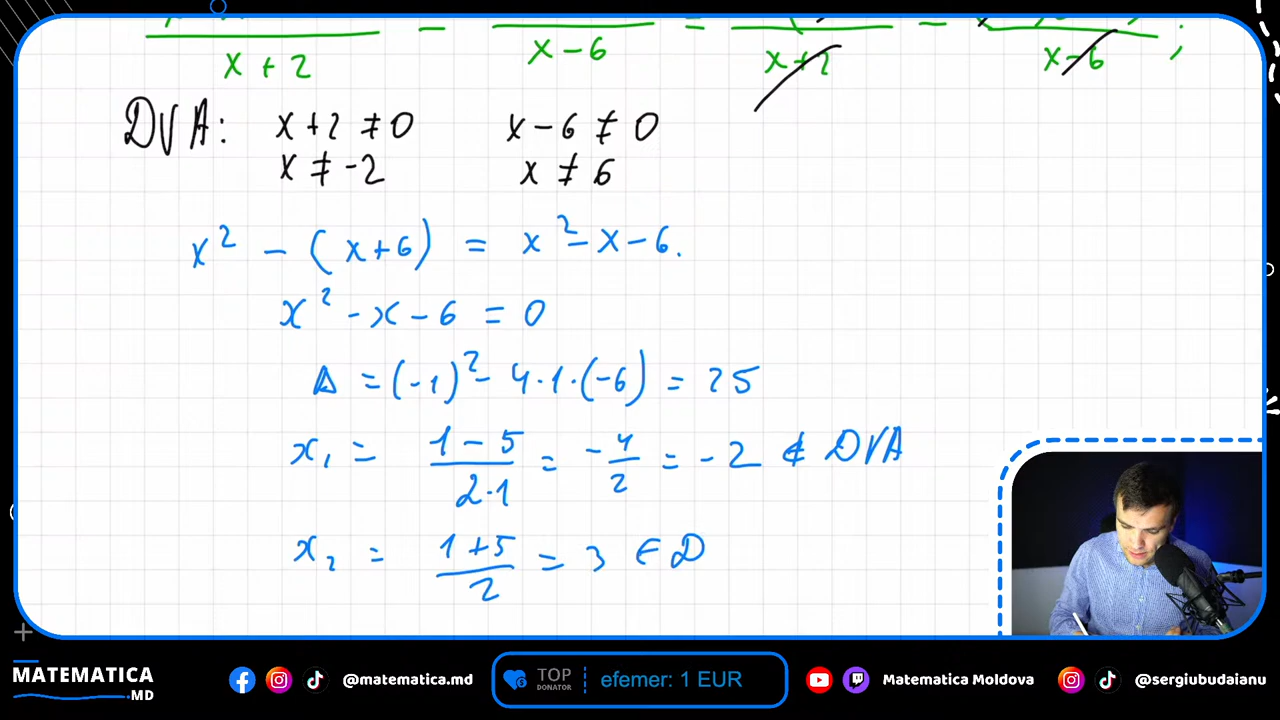 x + 2 x - 6 x + 2 x - 6 ;
DVA: x + 2 ≠ 0 x - 6 ≠ 0
x ≠ -2 x ≠ 6
x² - (x+6) = x² - x - 6.
x² - x - 6 = 0
Δ = (-1)² - 4·1·(-6) = 25
x₁ = (1 - 5)/(2·1) = -4/2 = -2 ∉ DVA
x₂ = (1+5)/2 = 3 ∈ D
MATEMATICA
.MD
@matematica.md
TOP
DONATOR
efemer: 1 EUR
Matematica Moldova
@sergiubudaianu